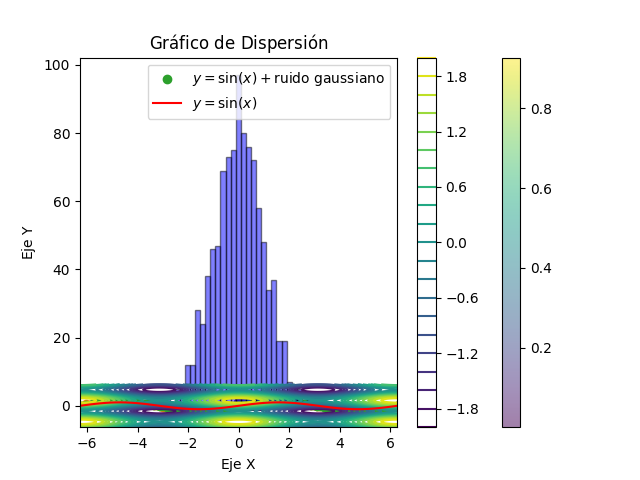 Gráfico de Dispersión
y = sin(x) + ruido gaussiano
y = sin(x)
Eje Y
100
80
60
40
20
0
−6 −4 −2 0 2 4 6
Eje X
1.8
1.2
0.6
0.0
−0.6
−1.2
−1.8
0.8
0.6
0.4
0.2